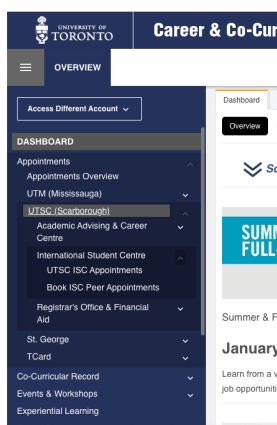 UNIVERSITY OF
TORONTO
Career & Co-Cur
OVERVIEW
Access Different Account
DASHBOARD
Appointments
Appointments Overview
UTM (Mississauga)
UTSC (Scarborough)
Academic Advising & Career
Centre
International Student Centre
UTSC ISC Appointments
Book ISC Peer Appointments
Registrar's Office & Financial
Aid
St. George
TCard
Co-Curricular Record
Events & Workshops
Experiential Learning
Dashboard
Overview
Sc
SUMM
FULL
Summer & F
January
Learn from a v
job opportuniti